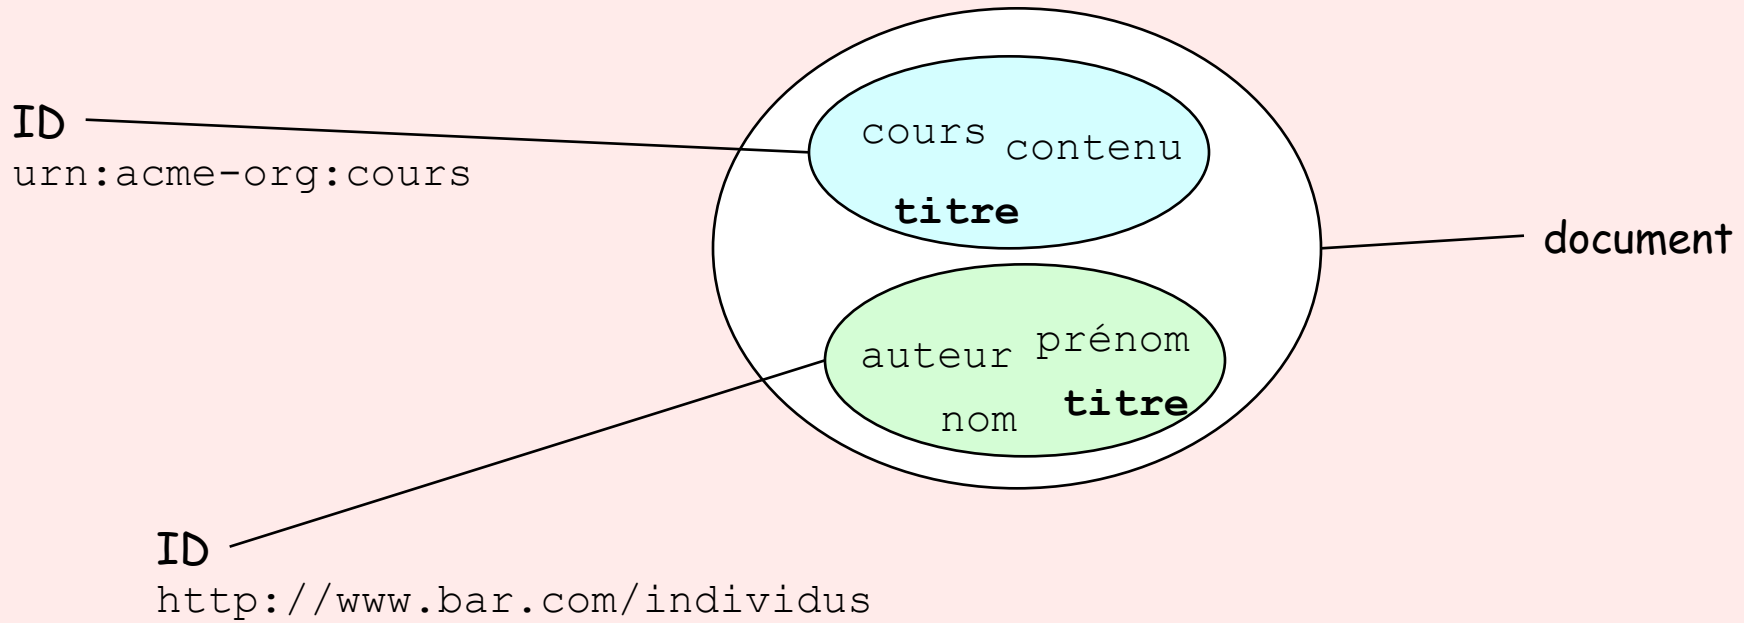 ID
urn:acme-org:cours
cours contenu
titre
document
auteur prénom
nom titre
ID
http://www.bar.com/individus